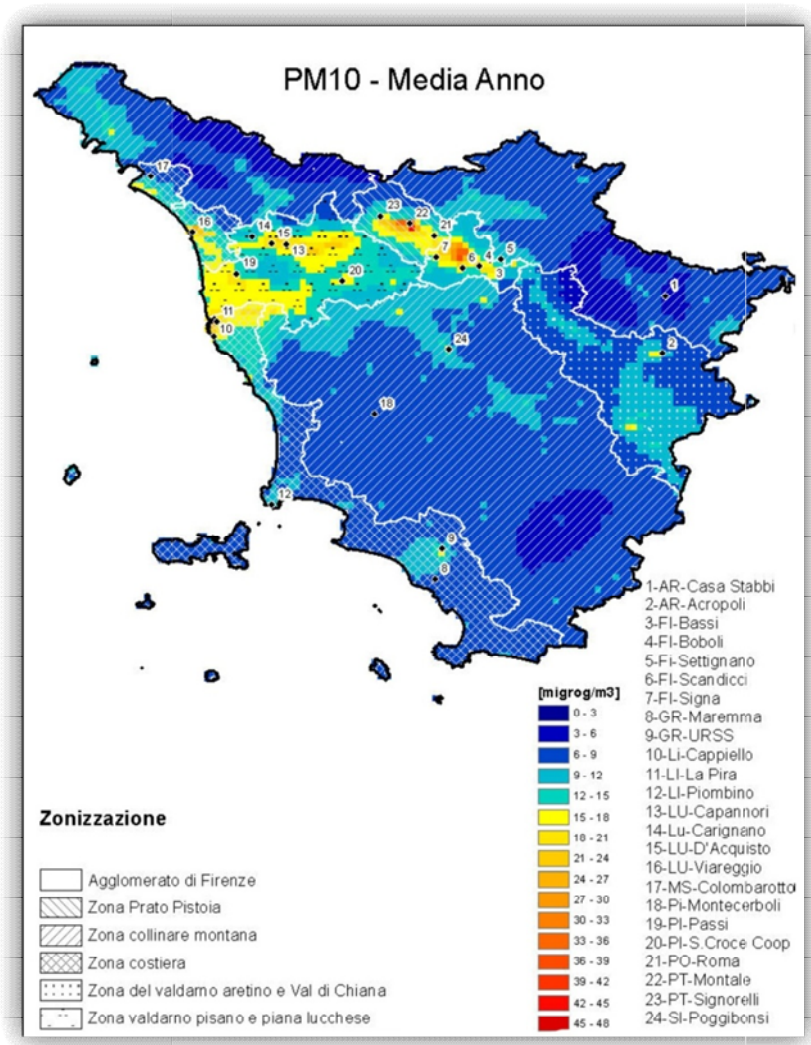 PM10 - Media Anno
17
16
14
15
13
19
20
11
10
23
22
21
7
6
4
3
5
1
2
24
18
12
9
8
1-AR-Casa Stabbi
2-AR-Acropoli
3-FI-Bassi
4-FI-Boboli
5-FI-Settignano
6-FI-Scandicci
7-FI-Signa
8-GR-Maremma
9-GR-URSS
10-Li-Cappiello
11-LI-La Pira
12-LI-Piombino
13-LU-Capannori
14-Lu-Carignano
15-LU-D'Acquisto
16-LU-Viareggio
17-MS-Colombarotto
18-Pi-Montecerboli
19-PI-Passi
20-PI-S.Croce Coop
21-PO-Roma
22-PT-Montale
23-PT-Signorelli
24-SI-Poggibonsi
[migrog/m3]
0 - 3
3 - 6
6 - 9
9 - 12
12 - 15
15 - 18
18 - 21
21 - 24
24 - 27
27 - 30
30 - 33
33 - 36
36 - 39
39 - 42
42 - 45
45 - 48
Zonizzazione
Agglomerato di Firenze
Zona Prato Pistoia
Zona collinare montana
Zona costiera
Zona del valdarno aretino e Val di Chiana
Zona valdarno pisano e piana lucchese